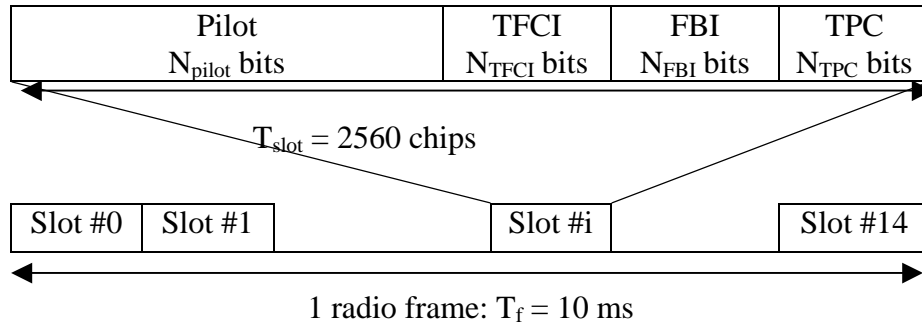 Pilot TFCI FBI TPC
N_pilot bits N_TFCI bits N_FBI bits N_TPC bits
T_slot = 2560 chips
Slot #0 Slot #1 Slot #i Slot #14
1 radio frame: T_f = 10 ms